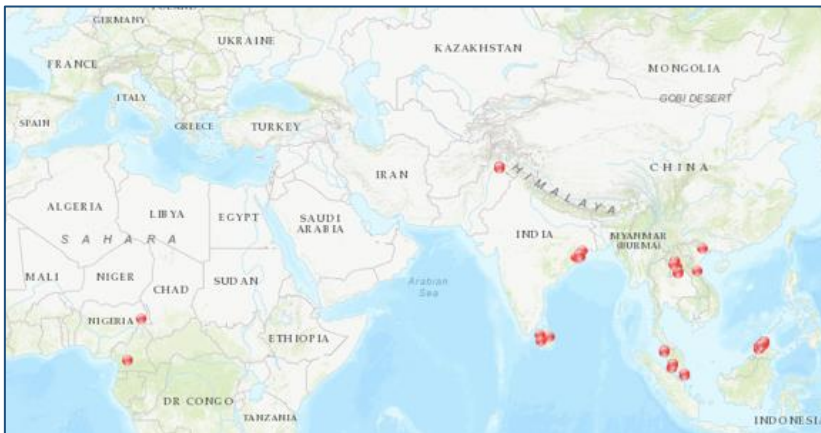 POLAND
GERMANY
UKRAINE
KAZAKHSTAN
FRANCE
MONGOLIA
ITALY
GOBI DESERT
SPAIN
GREECE
TURKEY
CHINA
IRAN
HIMALAYA
ALGERIA
LIBYA
EGYPT
SAUDI
ARABIA
INDIA
MYANMAR
(BURMA)
SAHARA
MALI
NIGER
CHAD
SUDAN
Arabian
Sea
NIGERIA
ETHIOPIA
DR CONGO
TANZANIA
INDONESIA